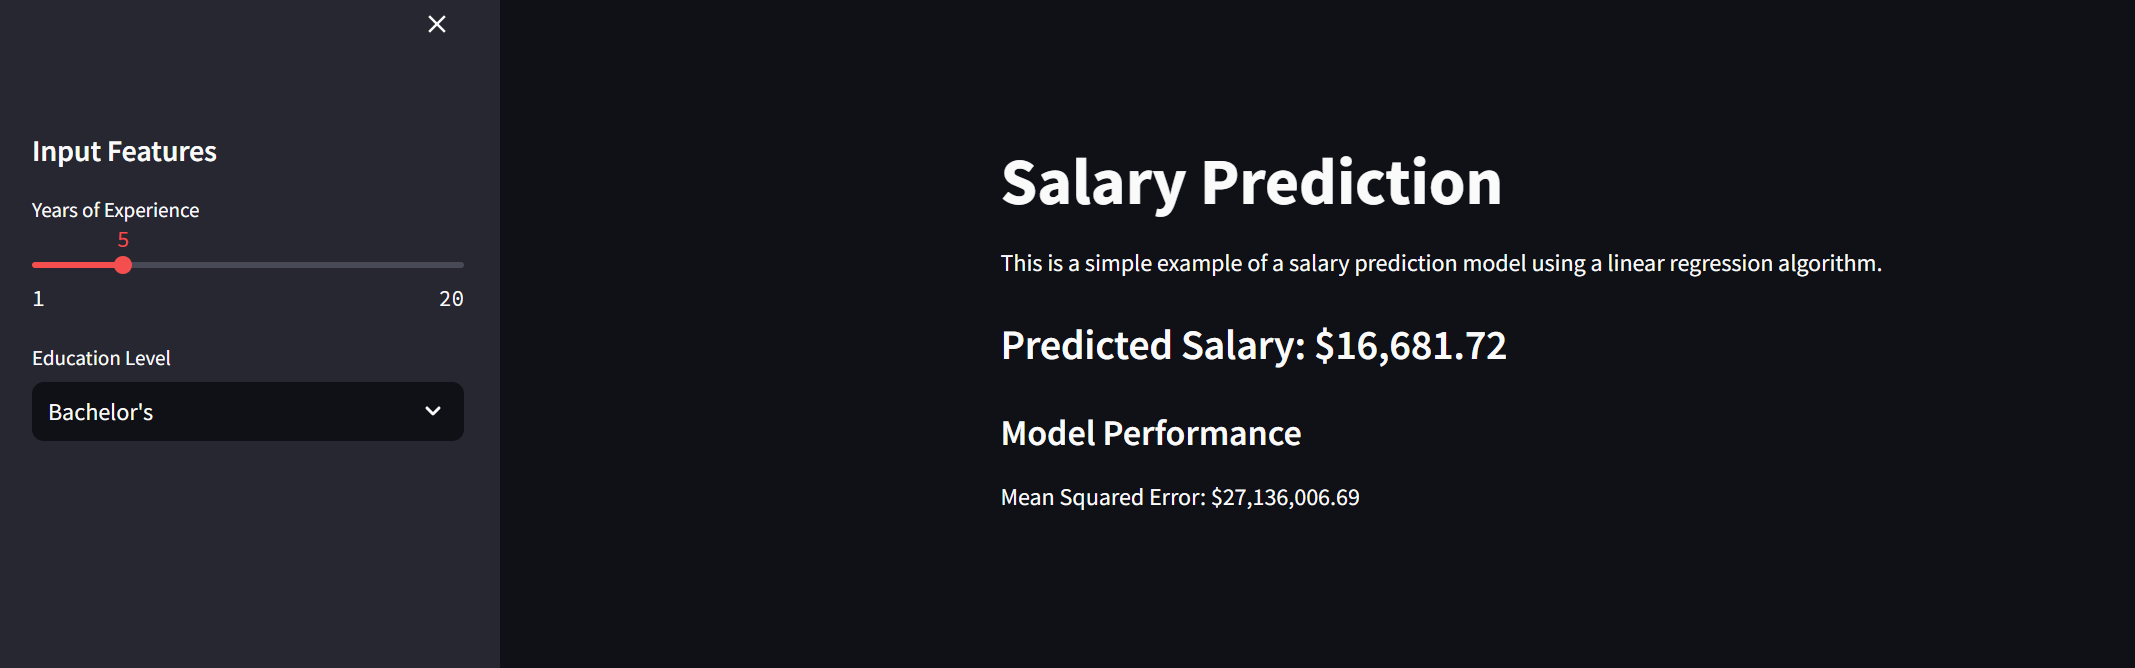 Input Features
Years of Experience
5
1 20
Education Level
Bachelor's
Salary Prediction
This is a simple example of a salary prediction model using a linear regression algorithm.
Predicted Salary: $16,681.72
Model Performance
Mean Squared Error: $27,136,006.69